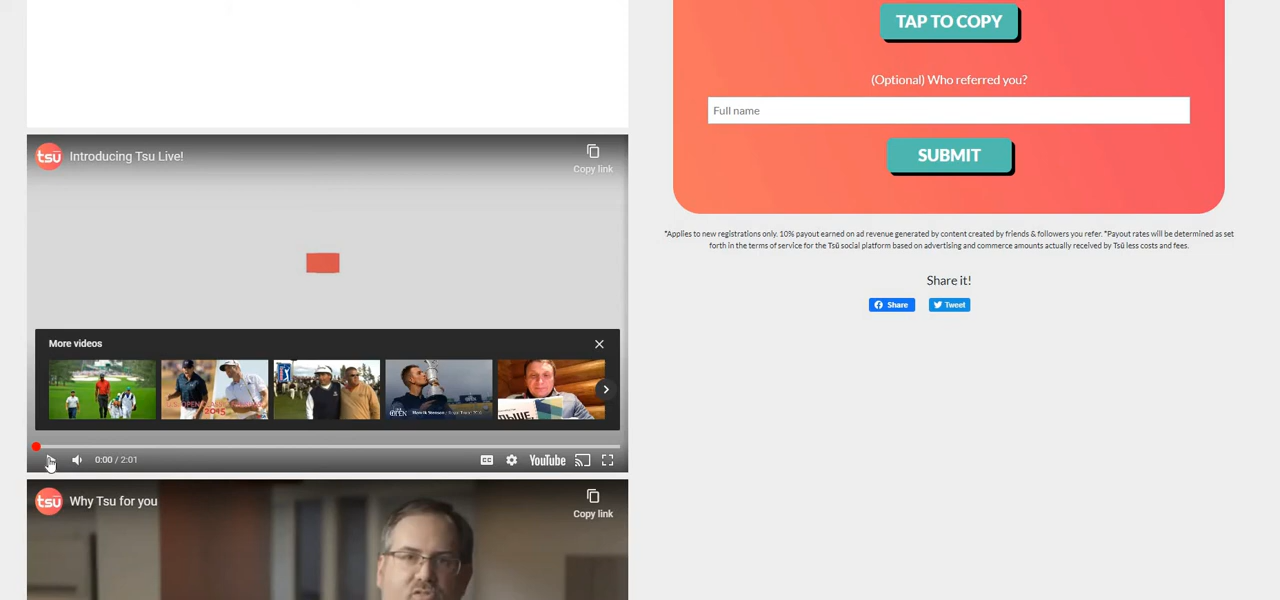 tsū Introducing Tsu Live!
Copy link
More videos
0:00 / 2:01
CC
YouTube
tsū Why Tsu for you
Copy link
TAP TO COPY
(Optional) Who referred you?
Full name
SUBMIT
*Applies to new registrations only. 10% payout earned on ad revenue generated by content created by friends & followers you refer. *Payout rates will be determined as set
forth in the terms of service for the Tsū social platform based on advertising and commerce amounts actually received by Tsū less costs and fees.
Share it!
Share
Tweet